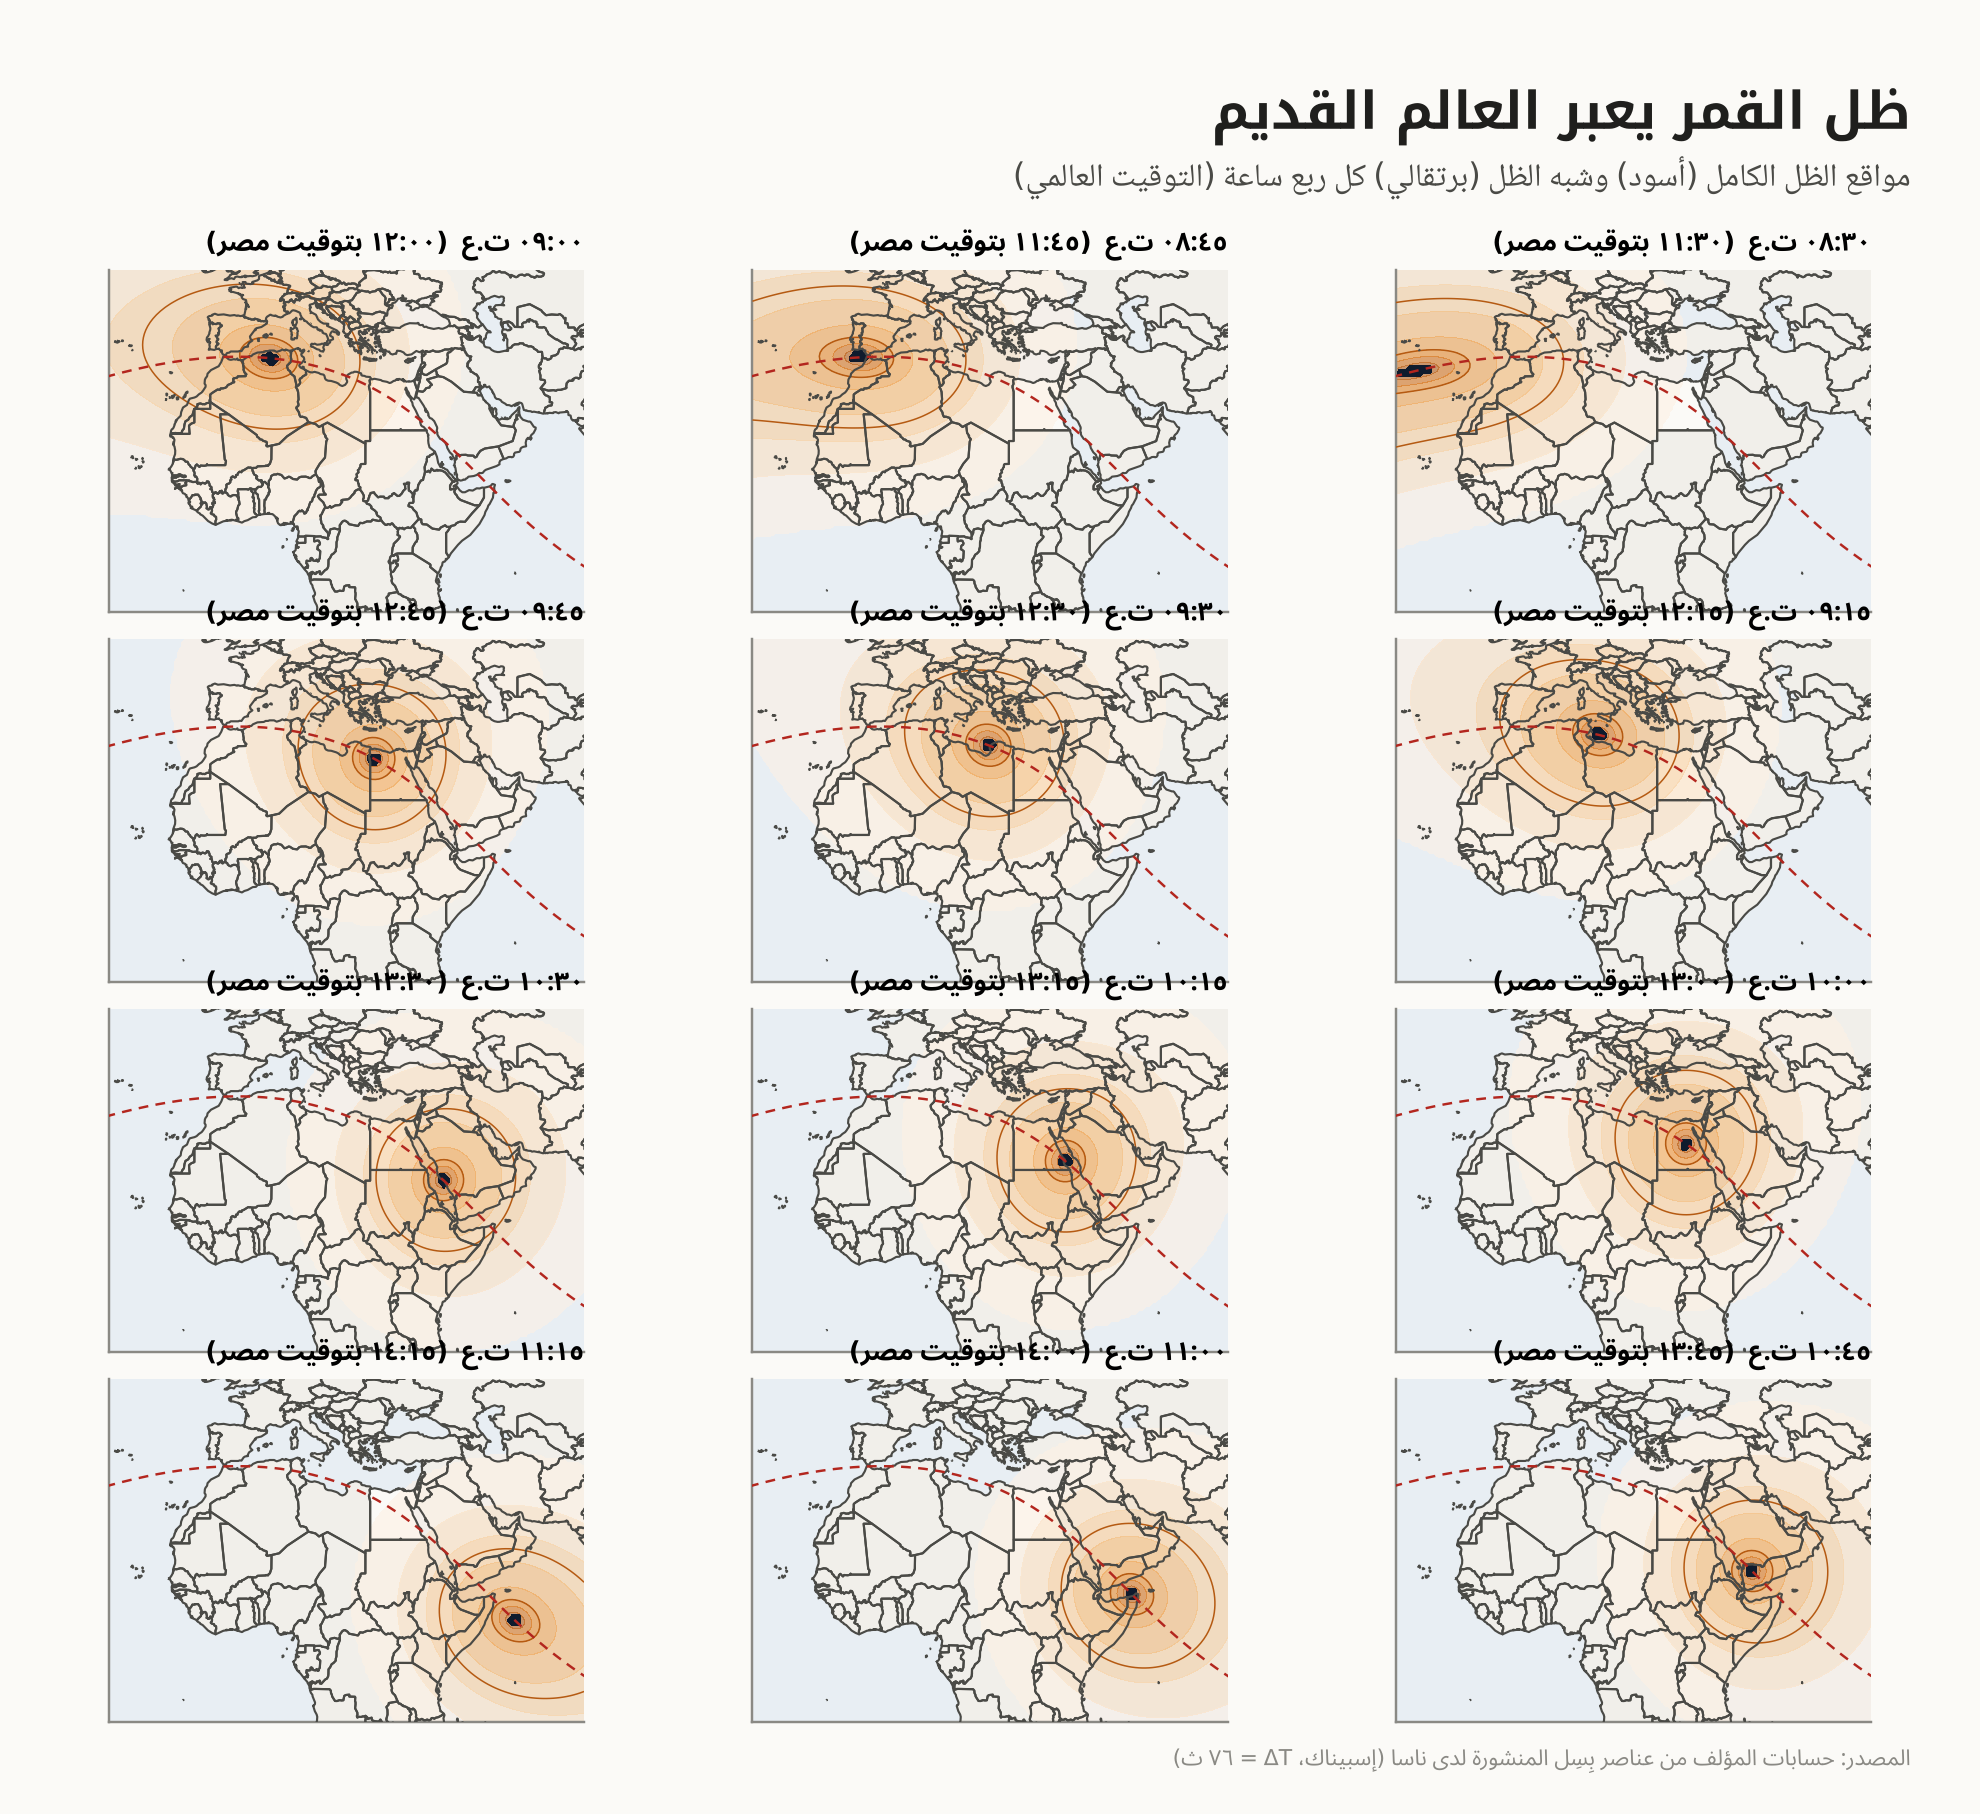 ظل القمر يعبر العالم القديم
مواقع الظل الكامل (أسود) وشبه الظل (برتقالي) كل ربع ساعة (التوقيت العالمي)
٠٨:٣٠ ت.ع (١١:٣٠ بتوقيت مصر)
٠٨:٤٥ ت.ع (١١:٤٥ بتوقيت مصر)
٠٩:٠٠ ت.ع (١٢:٠٠ بتوقيت مصر)
٠٩:١٥ ت.ع (١٢:١٥ بتوقيت مصر)
٠٩:٣٠ ت.ع (١٢:٣٠ بتوقيت مصر)
٠٩:٤٥ ت.ع (١٢:٤٥ بتوقيت مصر)
١٠:٠٠ ت.ع (١٣:٠٠ بتوقيت مصر)
١٠:١٥ ت.ع (١٣:١٥ بتوقيت مصر)
١٠:٣٠ ت.ع (١٣:٣٠ بتوقيت مصر)
١٠:٤٥ ت.ع (١٣:٤٥ بتوقيت مصر)
١١:٠٠ ت.ع (١٤:٠٠ بتوقيت مصر)
١١:١٥ ت.ع (١٤:١٥ بتوقيت مصر)
المصدر: حسابات المؤلف من عناصر بِسِل المنشورة لدى ناسا (إسبيناك، ΔT = ٧٦ ث)